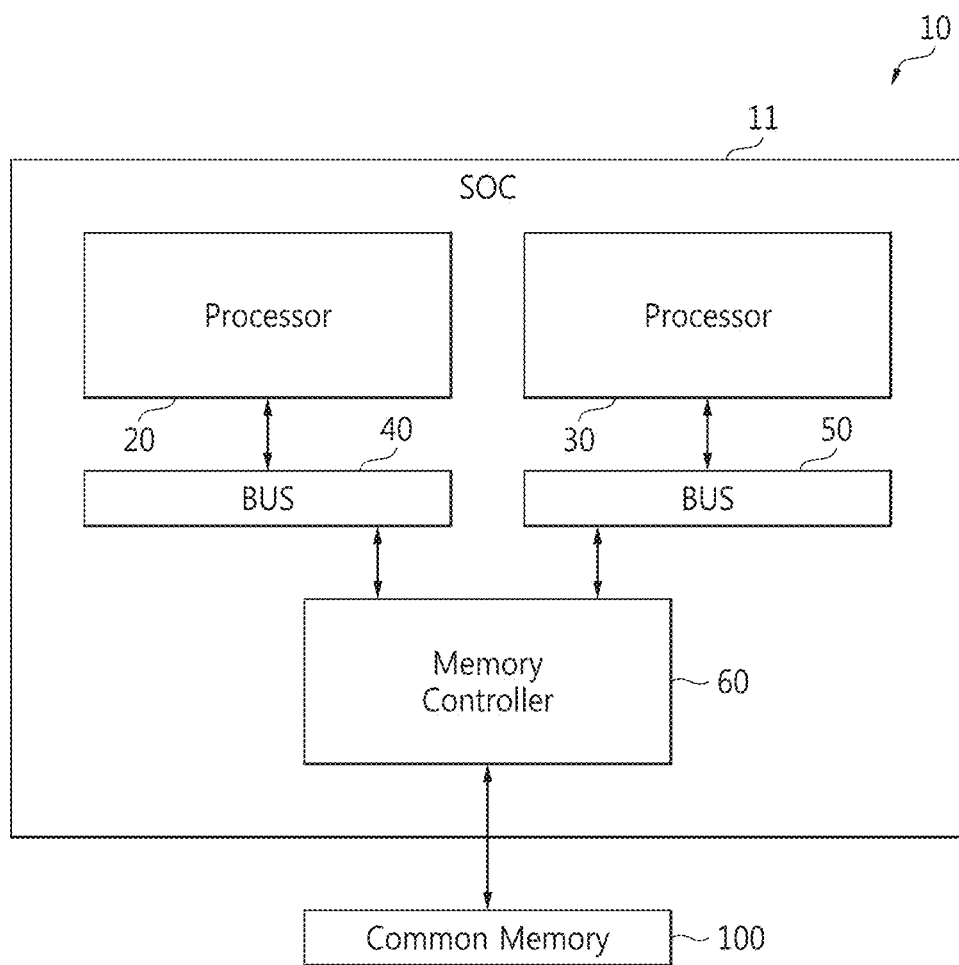 10
11
SOC
Processor
Processor
20
40
30
50
BUS
BUS
Memory
Controller
60
Common Memory
100